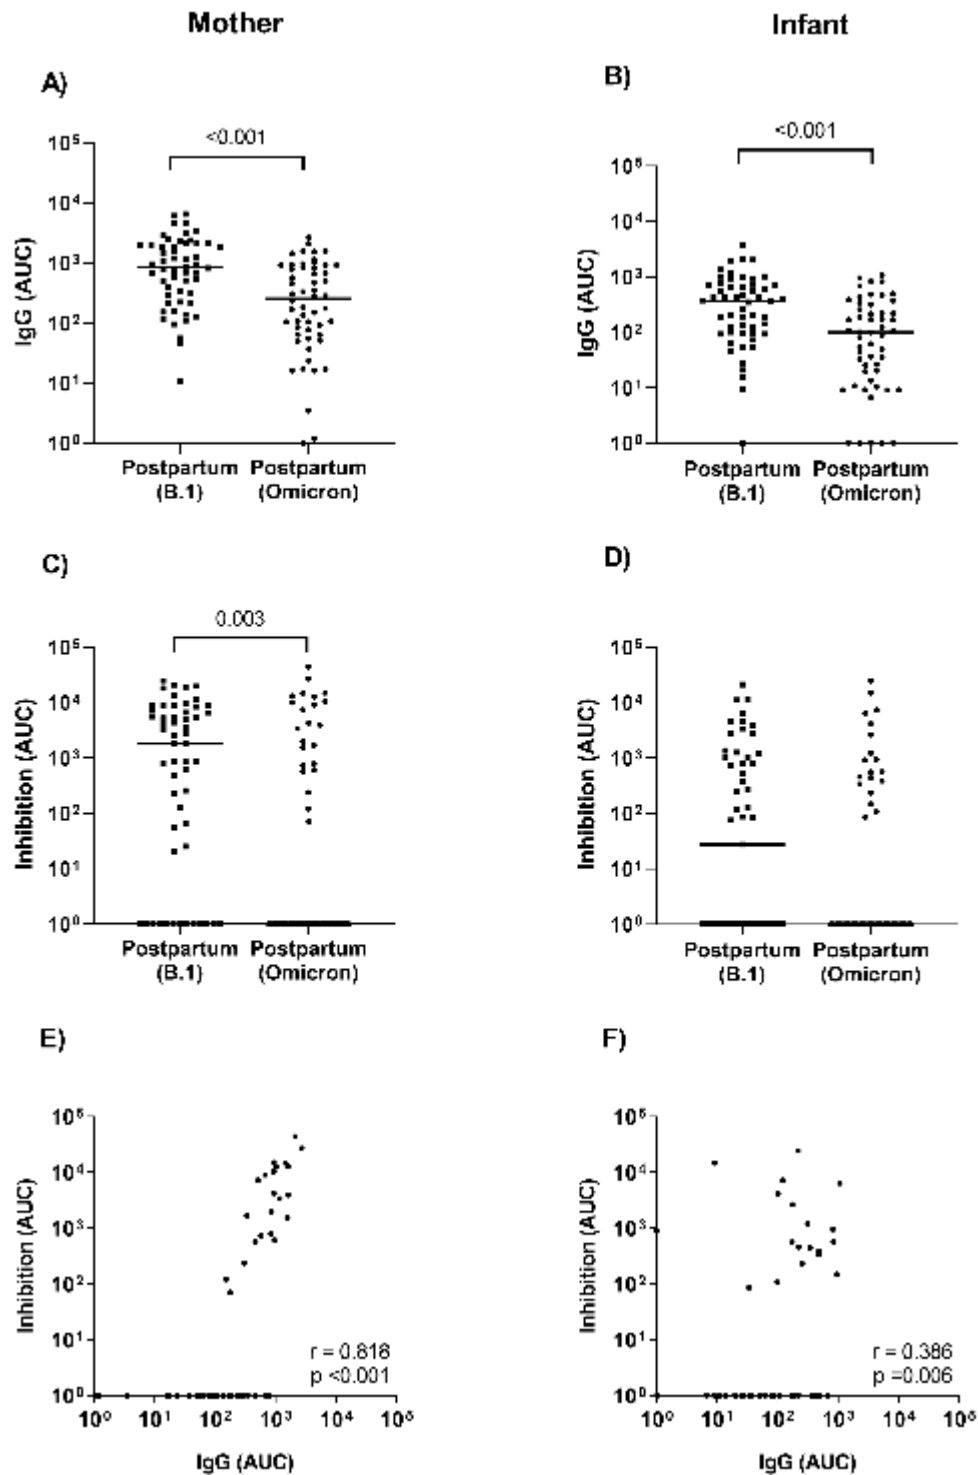 Mother
Infant
A)
B)
<0.001
<0.001
10⁵
10⁴
10³
10²
10¹
10⁰
IgG (AUC)
Postpartum
(B.1)
Postpartum
(Omicron)
10⁵
10⁴
10³
10²
10¹
10⁰
IgG (AUC)
Postpartum
(B.1)
Postpartum
(Omicron)
C)
D)
0.003
10⁵
10⁴
10³
10²
10¹
10⁰
Inhibition (AUC)
Postpartum
(B.1)
Postpartum
(Omicron)
10⁵
10⁴
10³
10²
10¹
10⁰
Inhibition (AUC)
Postpartum
(B.1)
Postpartum
(Omicron)
E)
F)
10⁵
10⁴
10³
10²
10¹
10⁰
Inhibition (AUC)
r = 0.818
p <0.001
10⁰ 10¹ 10² 10³ 10⁴ 10⁵
IgG (AUC)
10⁵
10⁴
10³
10²
10¹
10⁰
Inhibition (AUC)
r = 0.386
p =0.006
10⁰ 10¹ 10² 10³ 10⁴ 10⁵
IgG (AUC)